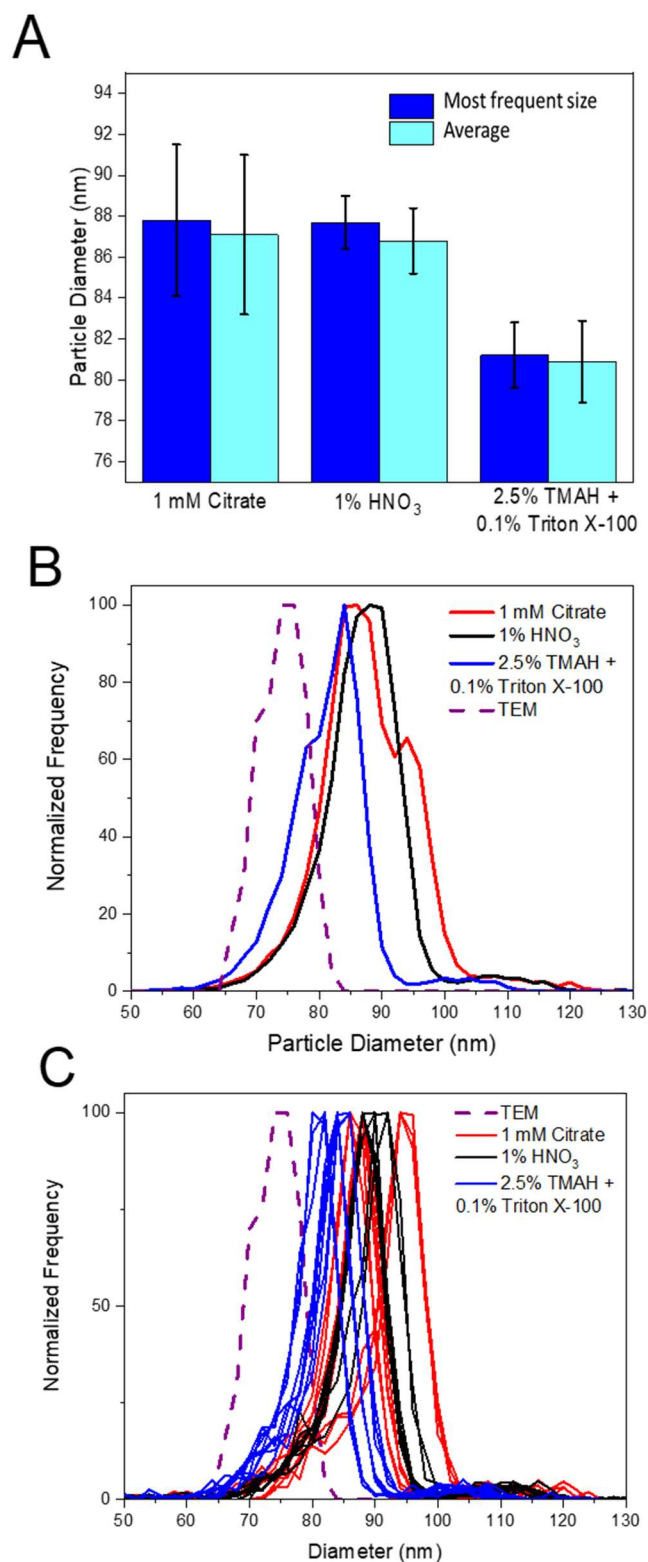 A
94
92
90
88
86
84
82
80
78
76
Particle Diameter (nm)
Most frequent size
Average
1 mM Citrate
1% HNO₃
2.5% TMAH +
0.1% Triton X-100
B
100
80
60
40
20
0
Normalized Frequency
1 mM Citrate
1% HNO₃
2.5% TMAH +
0.1% Triton X-100
TEM
50 60 70 80 90 100 110 120 130
Particle Diameter (nm)
C
100
50
0
Normalized Frequency
TEM
1 mM Citrate
1% HNO₃
2.5% TMAH +
0.1% Triton X-100
50 60 70 80 90 100 110 120 130
Diameter (nm)